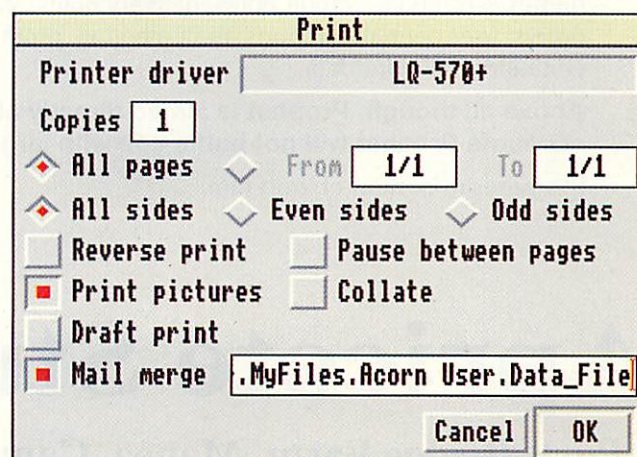 Print
Printer driver LQ-570+
Copies 1
All pages From 1/1 To 1/1
All sides Even sides Odd sides
Reverse print Pause between pages
Print pictures Collate
Draft print
Mail merge .MyFiles.Acorn User.Data_File
Cancel OK